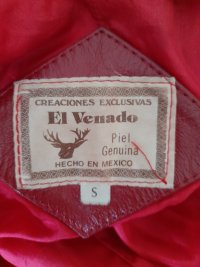 CREACIONES EXCLUSIVAS
El Venado
Piel
Genuina
HECHO EN MEXICO
S